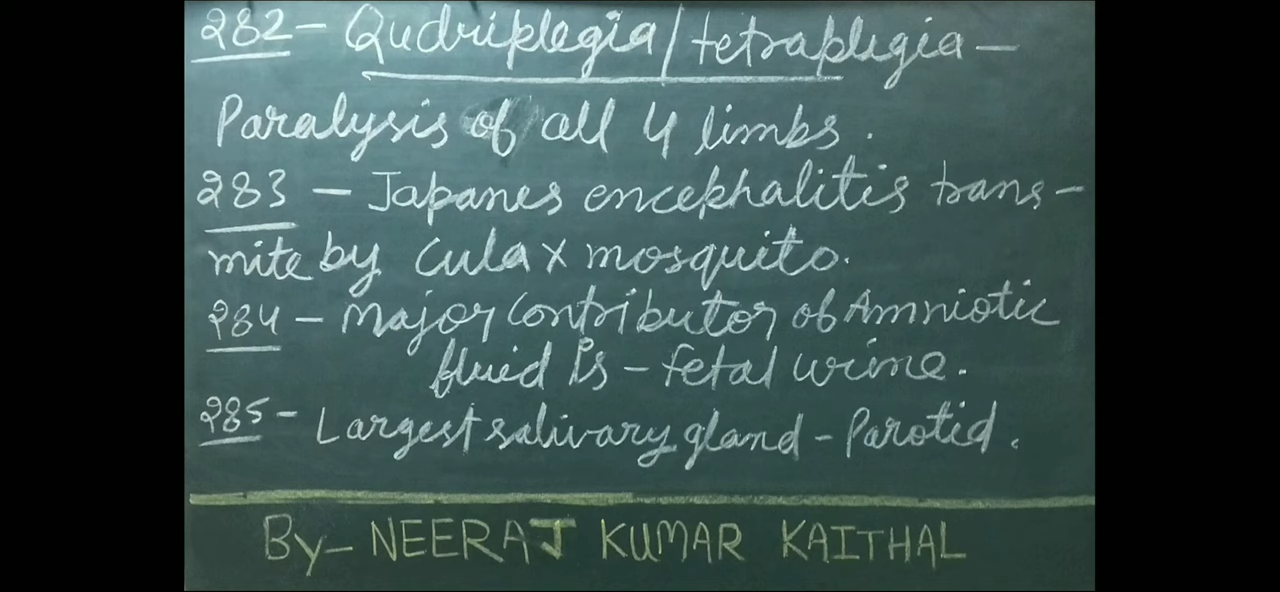 282- Qudriplegia/tetraplegia-
Paralysis of all 4 limbs.
283 - Japanes encephalitis trans-
mite by Culax mosquito.
284 - Major Contributor of Amniotic
fluid is - fetal urine.
285- Largest salivary gland - Parotid.
By- NEERAJ KUMAR KAITHAL